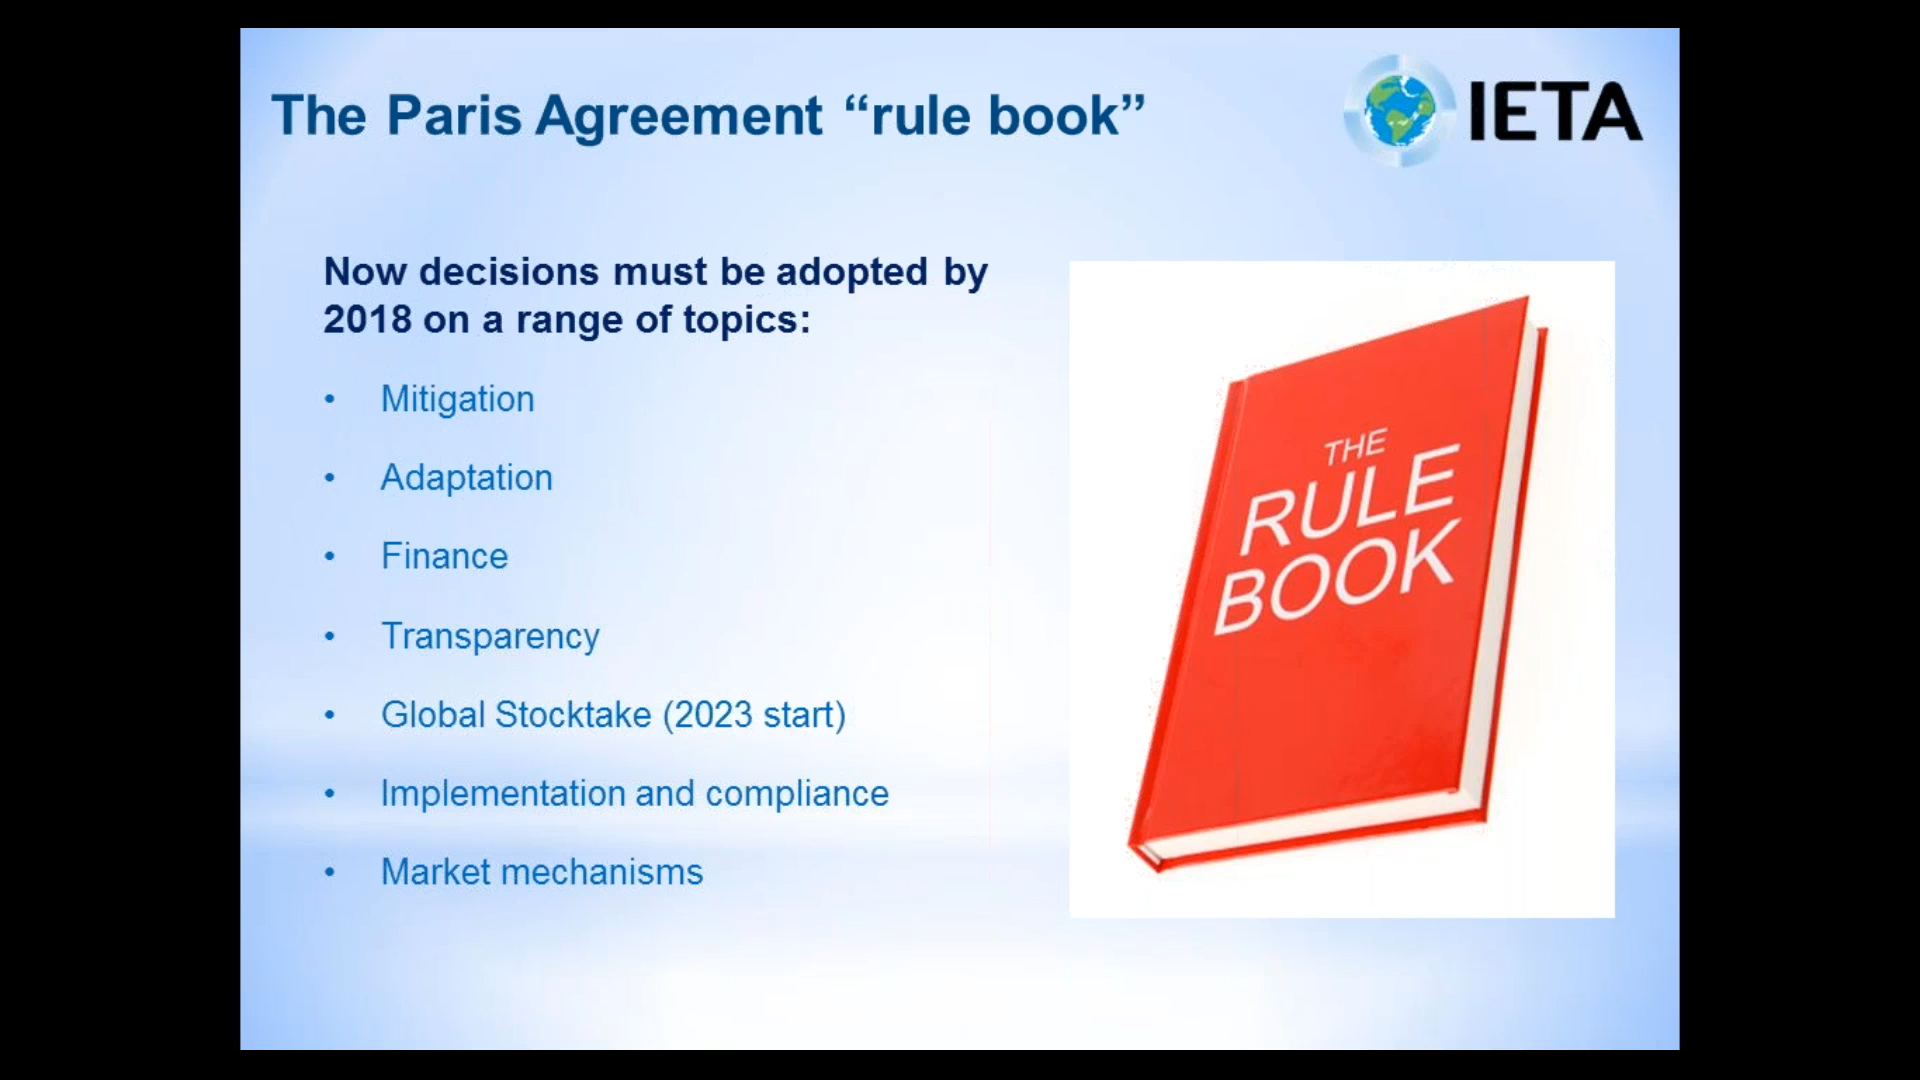 The Paris Agreement “rule book”
IETA
Now decisions must be adopted by
2018 on a range of topics:
• Mitigation
• Adaptation
• Finance
• Transparency
• Global Stocktake (2023 start)
• Implementation and compliance
• Market mechanisms
THE
RULE
BOOK